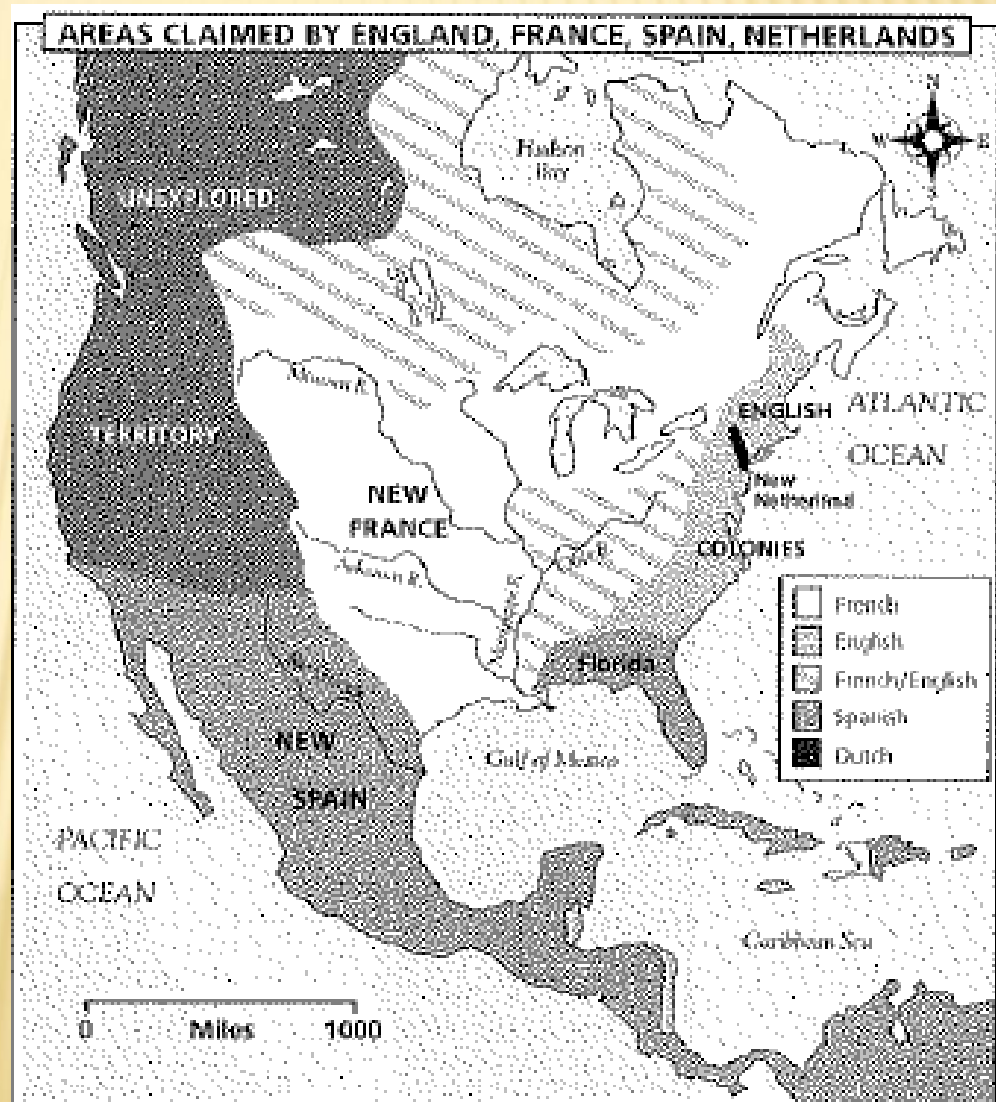 AREAS CLAIMED BY ENGLAND, FRANCE, SPAIN, NETHERLANDS
N
W
E
Hudson
Bay
UNEXPLORED
TERRITORY
Missouri R.
ENGLISH
ATLANTIC
OCEAN
New
Netherland
NEW
FRANCE
COLONIES
Arkansas R.
Florida
French
English
French/English
Spanish
Dutch
NEW
SPAIN
Gulf of Mexico
PACIFIC
OCEAN
Caribbean Sea
0 Miles 1000